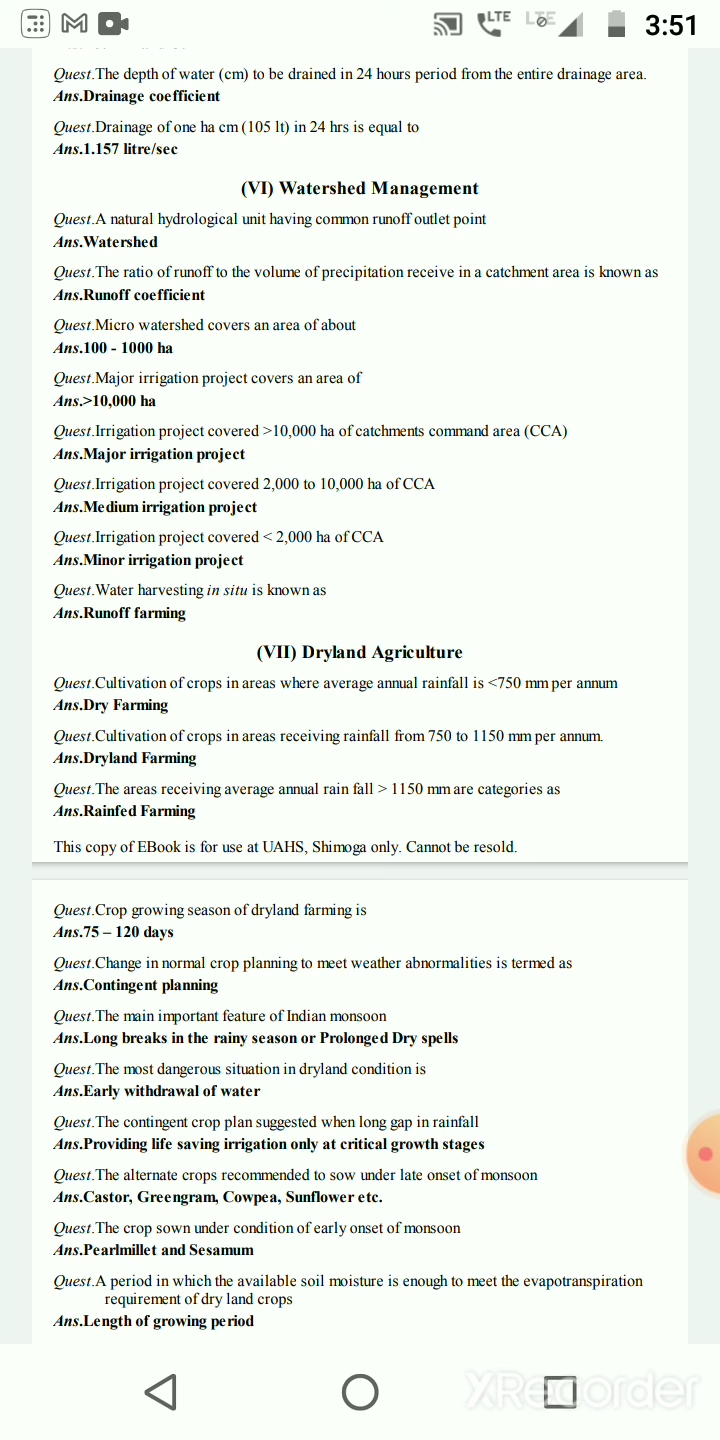 LTE LTE 3:51
Quest.The depth of water (cm) to be drained in 24 hours period from the entire drainage area.
Ans.Drainage coefficient
Quest.Drainage of one ha cm (105 lt) in 24 hrs is equal to
Ans.1.157 litre/sec
(VI) Watershed Management
Quest.A natural hydrological unit having common runoff outlet point
Ans.Watershed
Quest.The ratio of runoff to the volume of precipitation receive in a catchment area is known as
Ans.Runoff coefficient
Quest.Micro watershed covers an area of about
Ans.100 - 1000 ha
Quest.Major irrigation project covers an area of
Ans.>10,000 ha
Quest.Irrigation project covered >10,000 ha of catchments command area (CCA)
Ans.Major irrigation project
Quest.Irrigation project covered 2,000 to 10,000 ha of CCA
Ans.Medium irrigation project
Quest.Irrigation project covered < 2,000 ha of CCA
Ans.Minor irrigation project
Quest.Water harvesting in situ is known as
Ans.Runoff farming
(VII) Dryland Agriculture
Quest.Cultivation of crops in areas where average annual rainfall is <750 mm per annum
Ans.Dry Farming
Quest.Cultivation of crops in areas receiving rainfall from 750 to 1150 mm per annum.
Ans.Dryland Farming
Quest.The areas receiving average annual rain fall > 1150 mm are categories as
Ans.Rainfed Farming
This copy of EBook is for use at UAHS, Shimoga only. Cannot be resold.
Quest.Crop growing season of dryland farming is
Ans.75 – 120 days
Quest.Change in normal crop planning to meet weather abnormalities is termed as
Ans.Contingent planning
Quest.The main important feature of Indian monsoon
Ans.Long breaks in the rainy season or Prolonged Dry spells
Quest.The most dangerous situation in dryland condition is
Ans.Early withdrawal of water
Quest.The contingent crop plan suggested when long gap in rainfall
Ans.Providing life saving irrigation only at critical growth stages
Quest.The alternate crops recommended to sow under late onset of monsoon
Ans.Castor, Greengram, Cowpea, Sunflower etc.
Quest.The crop sown under condition of early onset of monsoon
Ans.Pearlmillet and Sesamum
Quest.A period in which the available soil moisture is enough to meet the evapotranspiration
requirement of dry land crops
Ans.Length of growing period
XRecorder